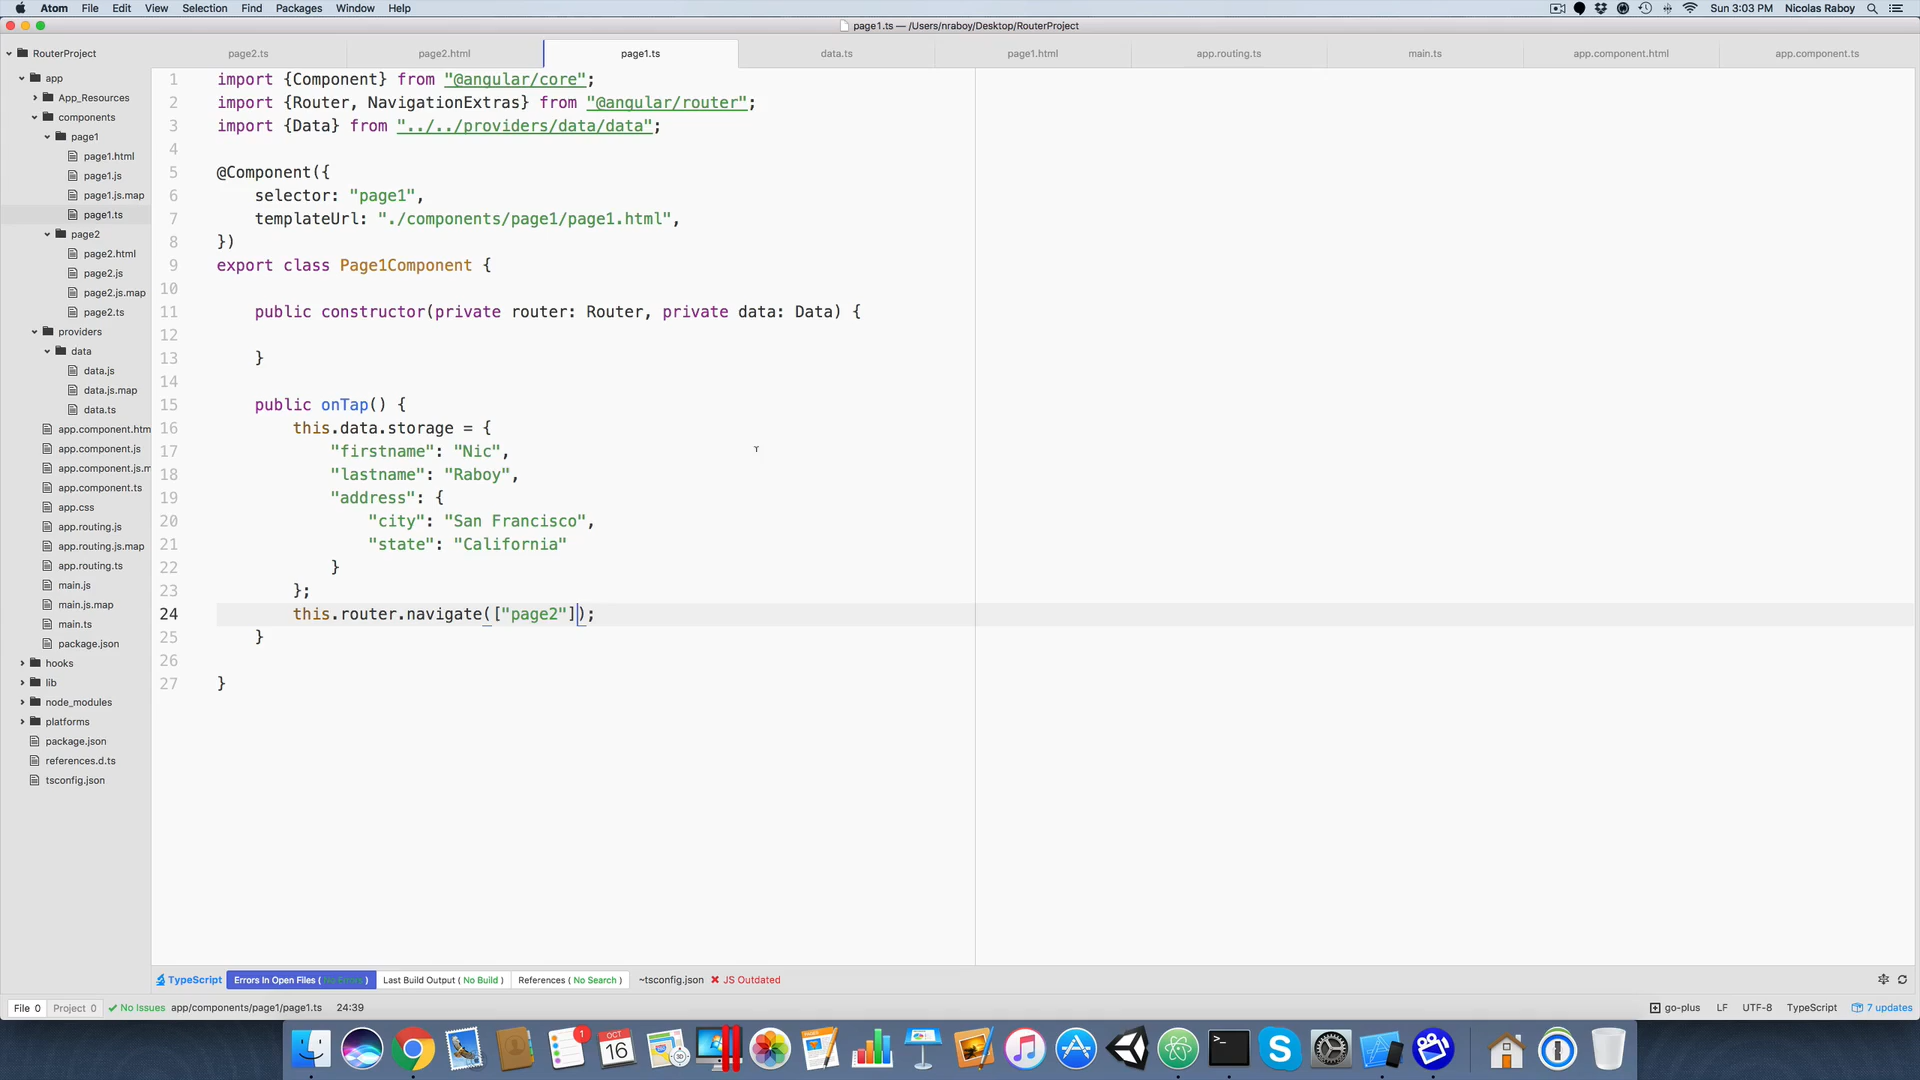 Atom File Edit View Selection Find Packages Window Help Sun 3:03 PM Nicolas Raboy
page1.ts — /Users/nraboy/Desktop/RouterProject
RouterProject
page2.ts page2.html page1.ts data.ts page1.html app.routing.ts main.ts app.component.html app.component.ts
app
App_Resources
components
page1
page1.html
page1.js
page1.js.map
page1.ts
page2
page2.html
page2.js
page2.js.map
page2.ts
providers
data
data.js
data.js.map
data.ts
app.component.htm
app.component.js
app.component.js.m
app.component.ts
app.css
app.routing.js
app.routing.js.map
app.routing.ts
main.js
main.js.map
main.ts
package.json
hooks
lib
node_modules
platforms
package.json
references.d.ts
tsconfig.json
1 import {Component} from "@angular/core";
2 import {Router, NavigationExtras} from "@angular/router";
3 import {Data} from "../../providers/data/data";
4
5 @Component({
6 selector: "page1",
7 templateUrl: "./components/page1/page1.html",
8 })
9 export class Page1Component {
10
11 public constructor(private router: Router, private data: Data) {
12
13 }
14
15 public onTap() {
16 this.data.storage = {
17 "firstname": "Nic",
18 "lastname": "Raboy",
19 "address": {
20 "city": "San Francisco",
21 "state": "California"
22 }
23 };
24 this.router.navigate(["page2"]);
25 }
26
27 }
TypeScript Errors In Open Files ( No Errors ) Last Build Output ( No Build ) References ( No Search ) ~tsconfig.json ✘ JS Outdated
File 0 Project 0 ✓ No Issues app/components/page1/page1.ts 24:39 go-plus LF UTF-8 TypeScript 7 updates
1
OCT
16